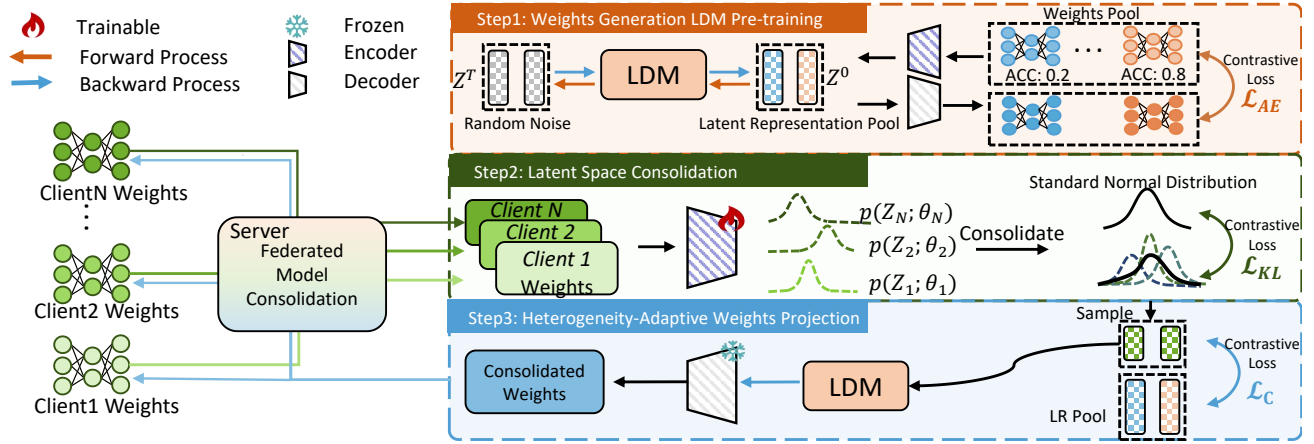 Trainable
Frozen
Forward Process
Encoder
Backward Process
Decoder
ClientN Weights
Client2 Weights
Client1 Weights
Server
Federated
Model
Consolidation
Step1: Weights Generation LDM Pre-training
Z^T
Random Noise
LDM
Z^0
Latent Representation Pool
Weights Pool
...
ACC: 0.2
ACC: 0.8
Contrastive
Loss
ℒ_AE
Step2: Latent Space Consolidation
Client N
Client 2
Client 1
Weights
p(Z_N; θ_N)
p(Z_2; θ_2)
p(Z_1; θ_1)
Consolidate
Standard Normal Distribution
Contrastive
Loss
ℒ_KL
Step3: Heterogeneity-Adaptive Weights Projection
Consolidated
Weights
LDM
Sample
LR Pool
Contrastive
Loss
ℒ_C